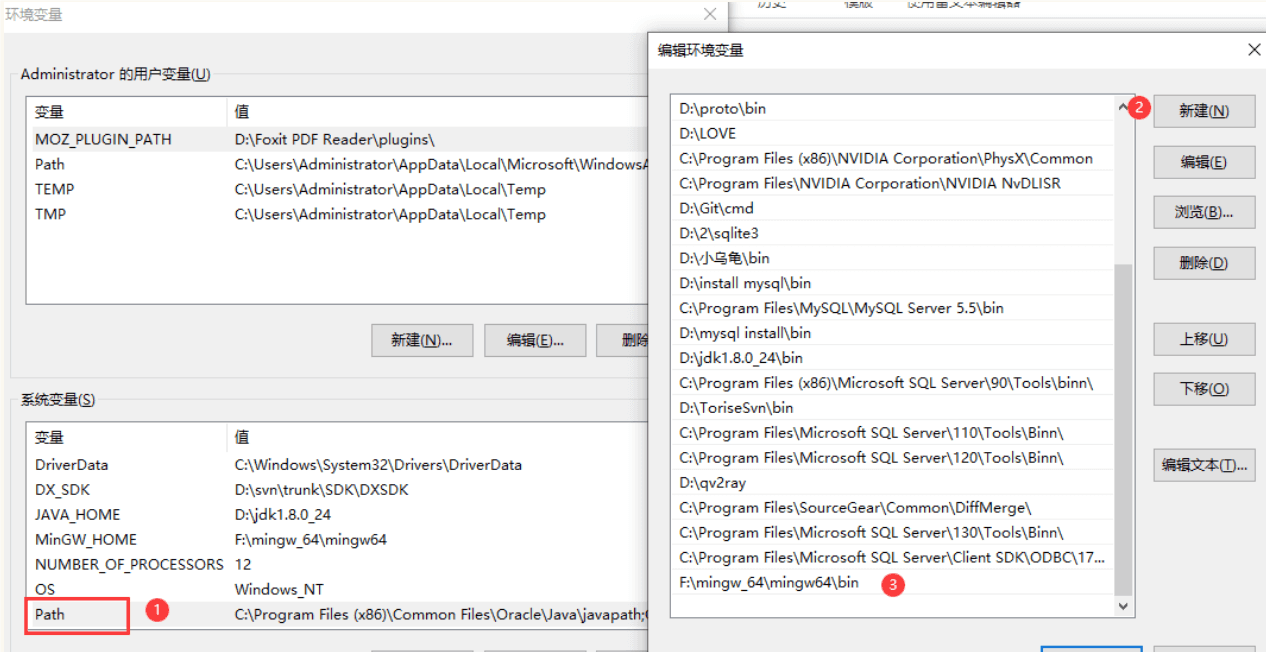 环境变量
Administrator 的用户变量(U)
变量 值
MOZ_PLUGIN_PATH D:\Foxit PDF Reader\plugins\
Path C:\Users\Administrator\AppData\Local\Microsoft\WindowsA
TEMP C:\Users\Administrator\AppData\Local\Temp
TMP C:\Users\Administrator\AppData\Local\Temp
新建(N)... 编辑(E)... 删除
系统变量(S)
变量 值
DriverData C:\Windows\System32\Drivers\DriverData
DX_SDK D:\svn\trunk\SDK\DXSDK
JAVA_HOME D:\jdk1.8.0_24
MinGW_HOME F:\mingw_64\mingw64
NUMBER_OF_PROCESSORS 12
OS Windows_NT
Path 1 C:\Program Files (x86)\Common Files\Oracle\Java\javapath;
编辑环境变量
D:\proto\bin
D:\LOVE
C:\Program Files (x86)\NVIDIA Corporation\PhysX\Common
C:\Program Files\NVIDIA Corporation\NVIDIA NvDLISR
D:\Git\cmd
D:\2\sqlite3
D:\小乌龟\bin
D:\install mysql\bin
C:\Program Files\MySQL\MySQL Server 5.5\bin
D:\mysql install\bin
D:\jdk1.8.0_24\bin
C:\Program Files (x86)\Microsoft SQL Server\90\Tools\binn\
D:\ToriseSvn\bin
C:\Program Files\Microsoft SQL Server\110\Tools\Binn\
C:\Program Files\Microsoft SQL Server\120\Tools\Binn\
D:\qv2ray
C:\Program Files\SourceGear\Common\DiffMerge\
C:\Program Files\Microsoft SQL Server\130\Tools\Binn\
C:\Program Files\Microsoft SQL Server\Client SDK\ODBC\17...
F:\mingw_64\mingw64\bin 3
2 新建(N)
编辑(E)
浏览(B)...
删除(D)
上移(U)
下移(O)
编辑文本(T)...